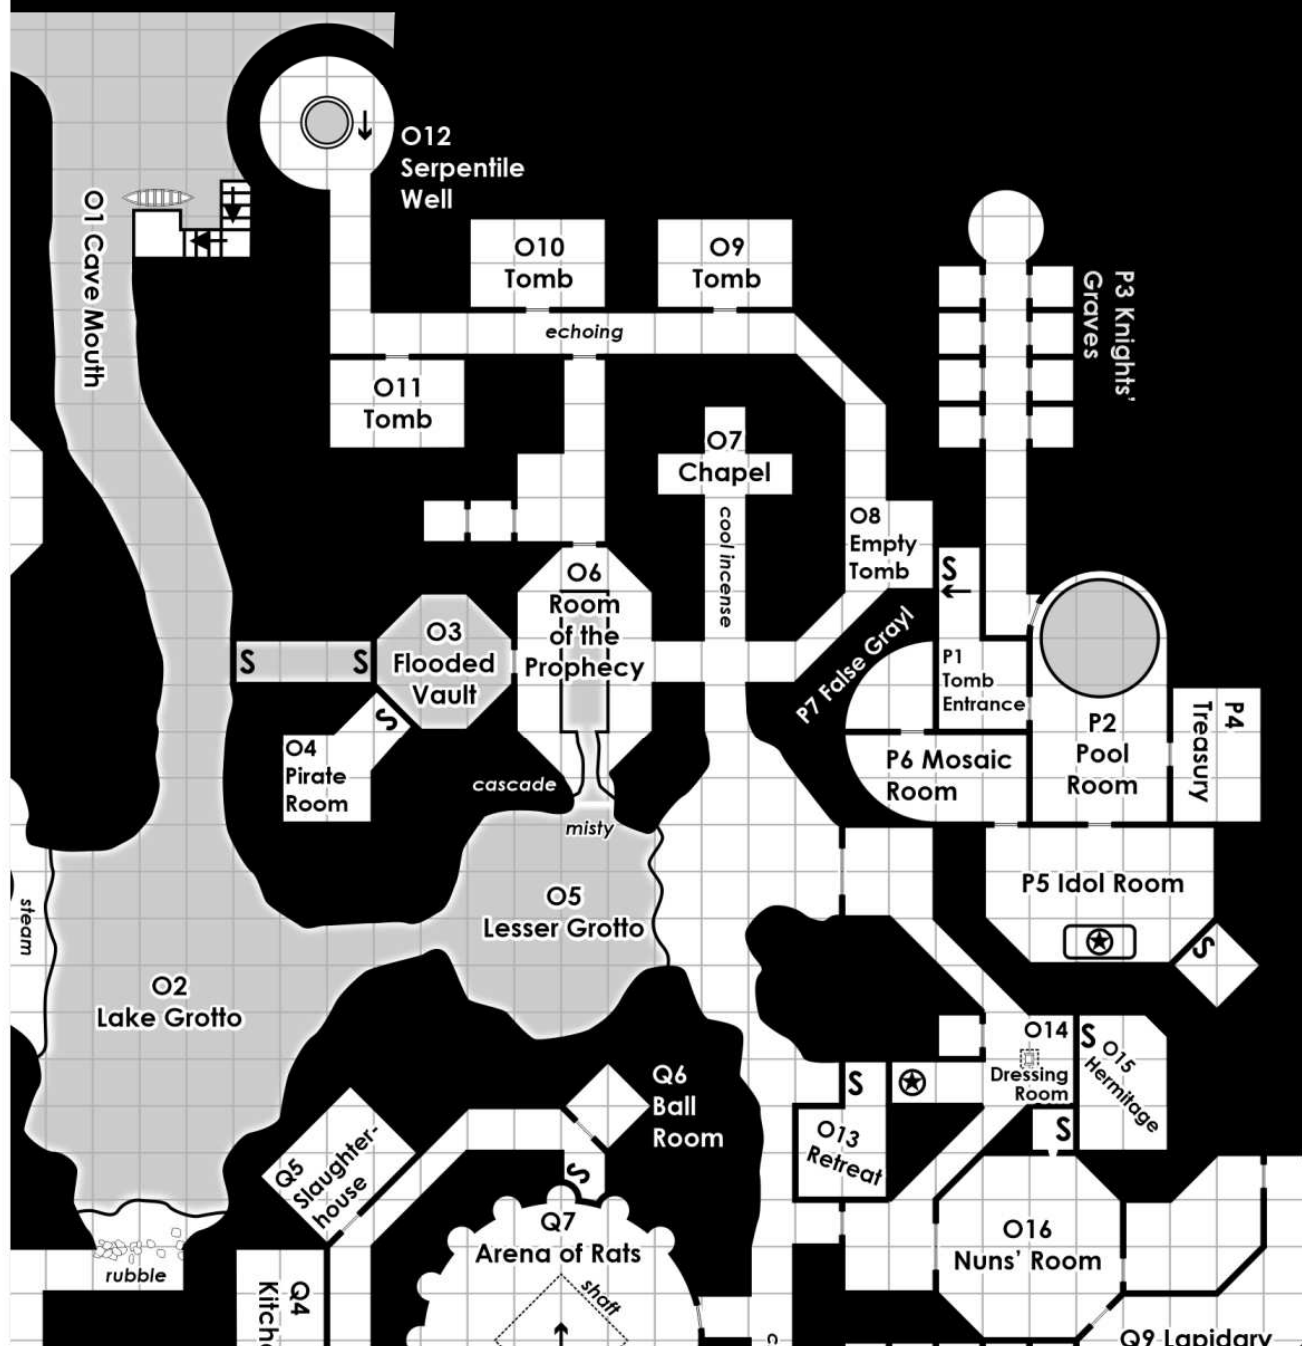 O12
Serpentile
Well
O1 Cave Mouth
O10
Tomb
O9
Tomb
P3 Knights'
Graves
echoing
O11
Tomb
O7
Chapel
cool incense
O8
Empty
Tomb
S
O6
Room
of the
Prophecy
O3
Flooded
Vault
S
S
S
P7 False Grayl
P1
Tomb
Entrance
O4
Pirate
Room
P2
Pool
Room
P4
Treasury
P6 Mosaic
Room
cascade
misty
O5
Lesser Grotto
P5 Idol Room
S
steam
O2
Lake Grotto
O14
Dressing
Room
S
O15
Hermitage
S
Q6
Ball
Room
S
O13
Retreat
Q5
Slaughter-
house
S
Q7
Arena of Rats
O16
Nuns' Room
rubble
shaft
Q4
Q9 Lapidary